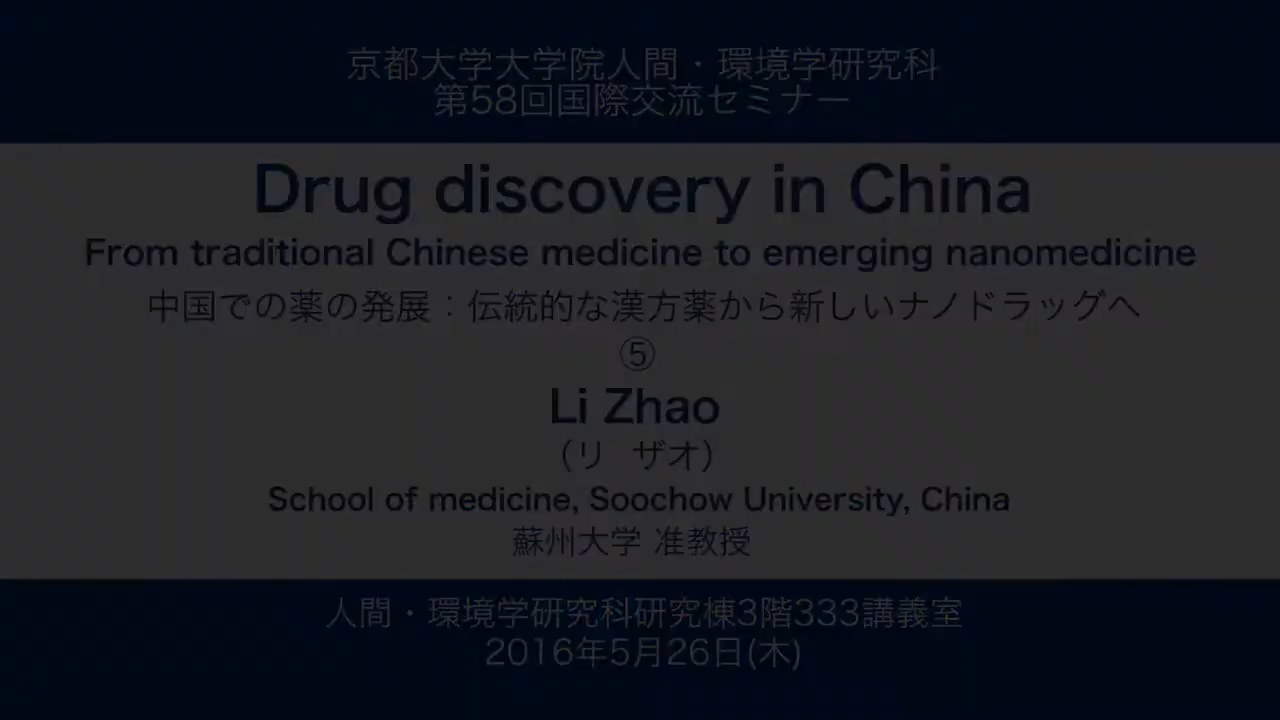 京都大学大学院人間・環境学研究科
第58回国際交流セミナー
Drug discovery in China
From traditional Chinese medicine to emerging nanomedicine
中国での薬の発展：伝統的な漢方薬から新しいナノドラッグへ
⑤
Li Zhao
（リ ザオ）
School of medicine, Soochow University, China
蘇州大学 准教授
人間・環境学研究科研究棟3階333講義室
2016年5月26日(木)